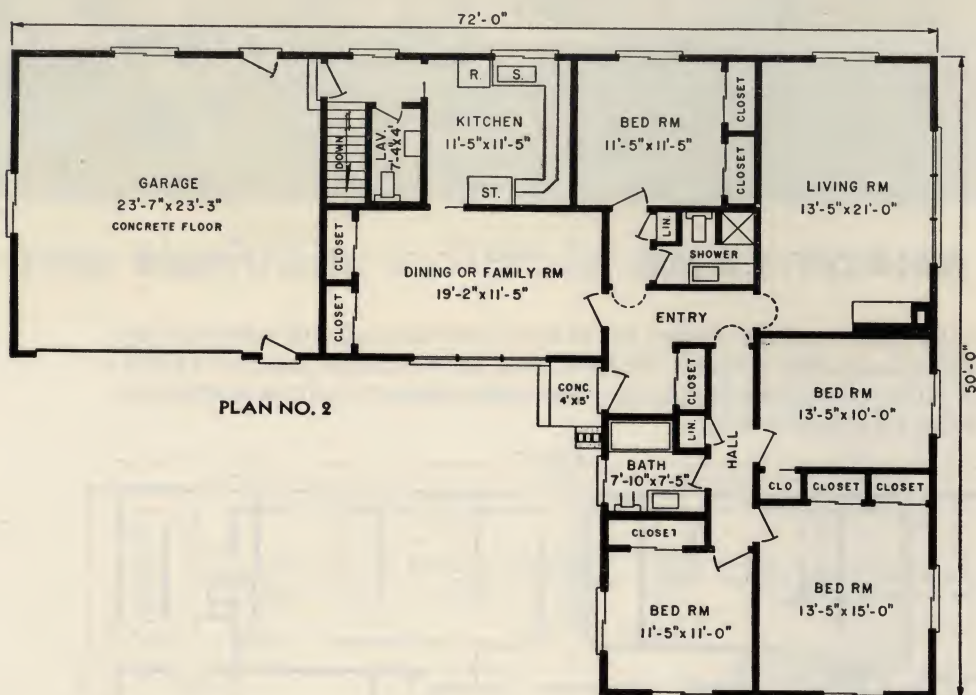 72'-0"
R.
S.
KITCHEN
11'-5"x11'-5"
BED RM
11'-5"x11'-5"
CLOSET
CLOSET
LIVING RM
13'-5"x21'-0"
DOWN
LAV.
7'-4"x4'
ST.
GARAGE
23'-7"x23'-3"
CONCRETE FLOOR
CLOSET
CLOSET
DINING OR FAMILY RM
19'-2"x11'-5"
LIN.
SHOWER
ENTRY
50'-0"
PLAN NO. 2
CONC.
4'x5'
CLOSET
BED RM
13'-5"x10'-0"
LIN.
HALL
BATH
7'-10"x7'-5"
CLO
CLOSET
CLOSET
CLOSET
BED RM
11'-5"x11'-0"
BED RM
13'-5"x15'-0"